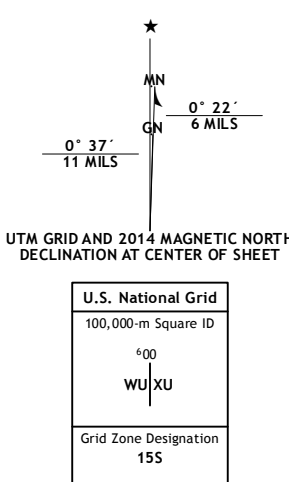 ★
MN
0° 22´
GN
6 MILS
0° 37´
11 MILS
UTM GRID AND 2014 MAGNETIC NORTH
DECLINATION AT CENTER OF SHEET
U.S. National Grid
100,000-m Square ID
⁶00
WU XU
Grid Zone Designation
15S